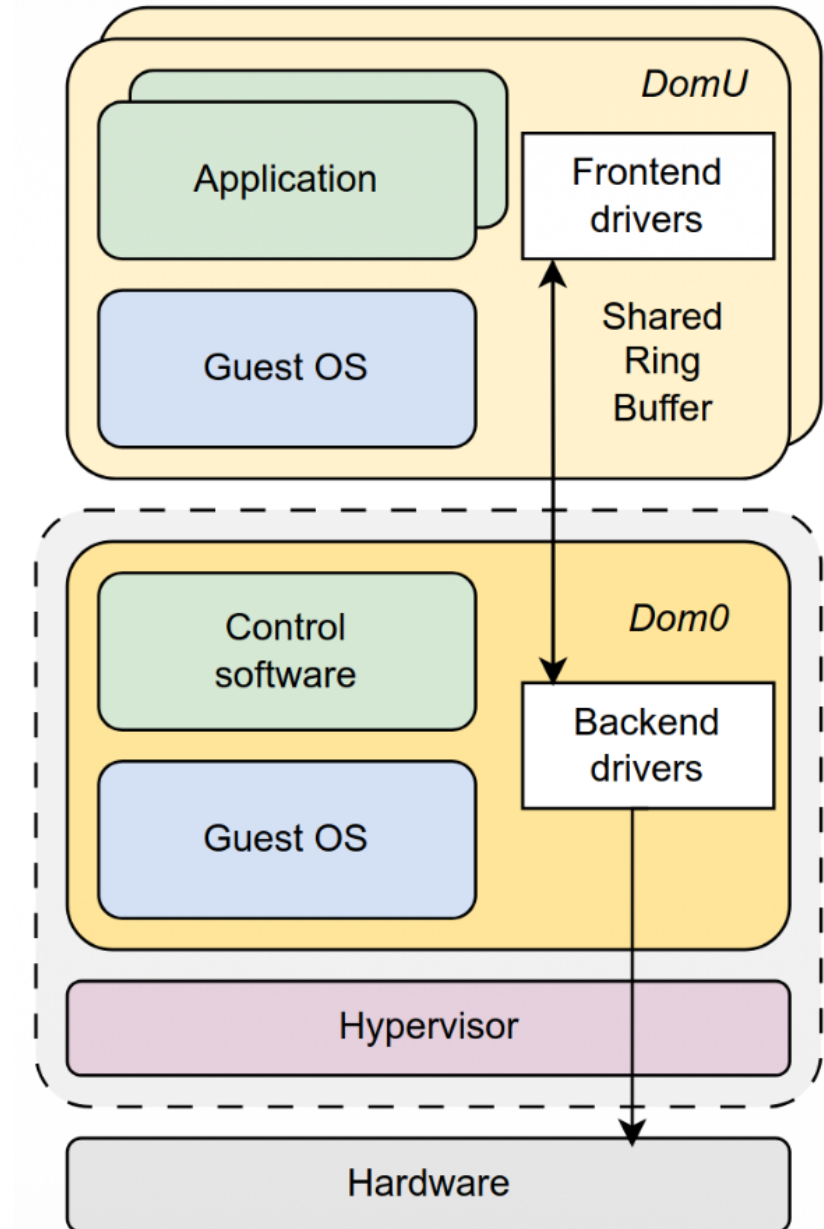 DomU
Application
Frontend
drivers
Guest OS
Shared
Ring
Buffer
Control
software
Dom0
Backend
drivers
Guest OS
Hypervisor
Hardware